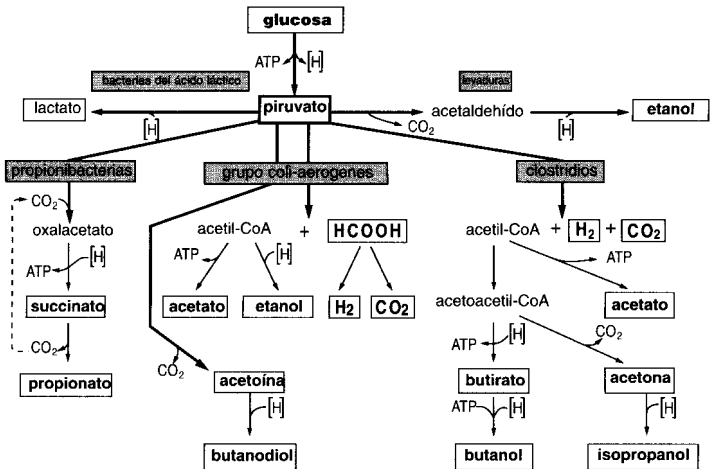 glucosa
ATP [H]
bacterias del ácido láctico
levaduras
lactato
piruvato
acetaldehído
etanol
[H]
CO2
[H]
propionibacterias
grupo coli-aerogenes
clostridios
CO2
oxalacetato
acetil-CoA + HCOOH
acetil-CoA + H2 + CO2
ATP [H]
ATP [H]
ATP
succinato
acetato
etanol
H2
CO2
acetoacetil-CoA
acetato
CO2
CO2
ATP [H]
CO2
propionato
acetoína
butirato
acetona
[H]
ATP [H]
[H]
butanodiol
butanol
isopropanol